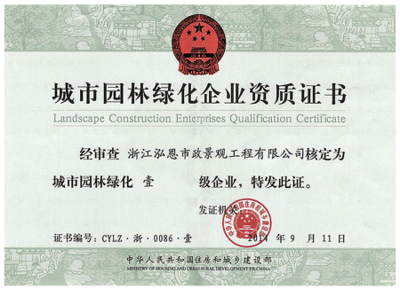 城市园林绿化企业资质证书
Landscape Construction Enterprises Qualification Certificate
经审查 浙江泓恩市政景观工程有限公司核定为
城市园林绿化 壹 级企业，特发此证。
发证机关
2014 年 9 月 11 日
证书编号:CYLZ·浙·0086·壹
中华人民共和国住房和城乡建设部
MINISTRY OF HOUSING AND URBAN-RURAL DEVELOPMENT P.R.CHINA